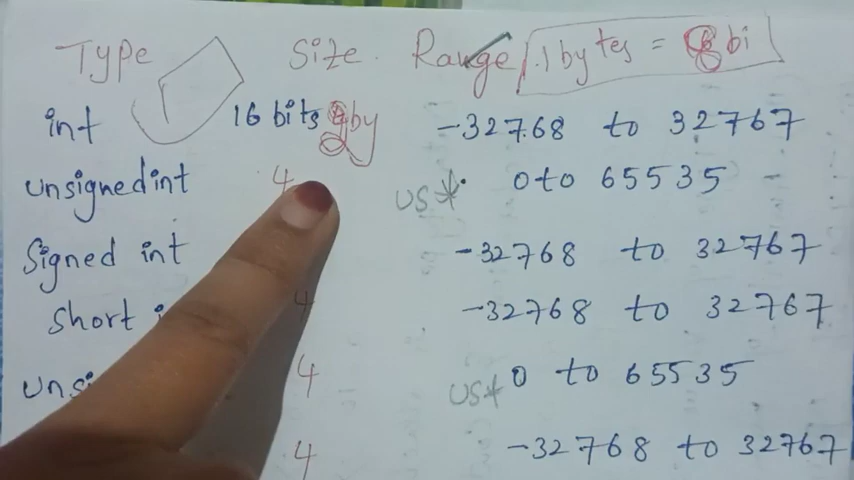 Type Size Range 1 bytes = 8 bi
int 16 bits by -32768 to 32767
unsigned int 4 US* 0 to 65535
Signed int -32768 to 32767
Short 4 -32768 to 32767
4 US* 0 to 65535
4 -32768 to 32767